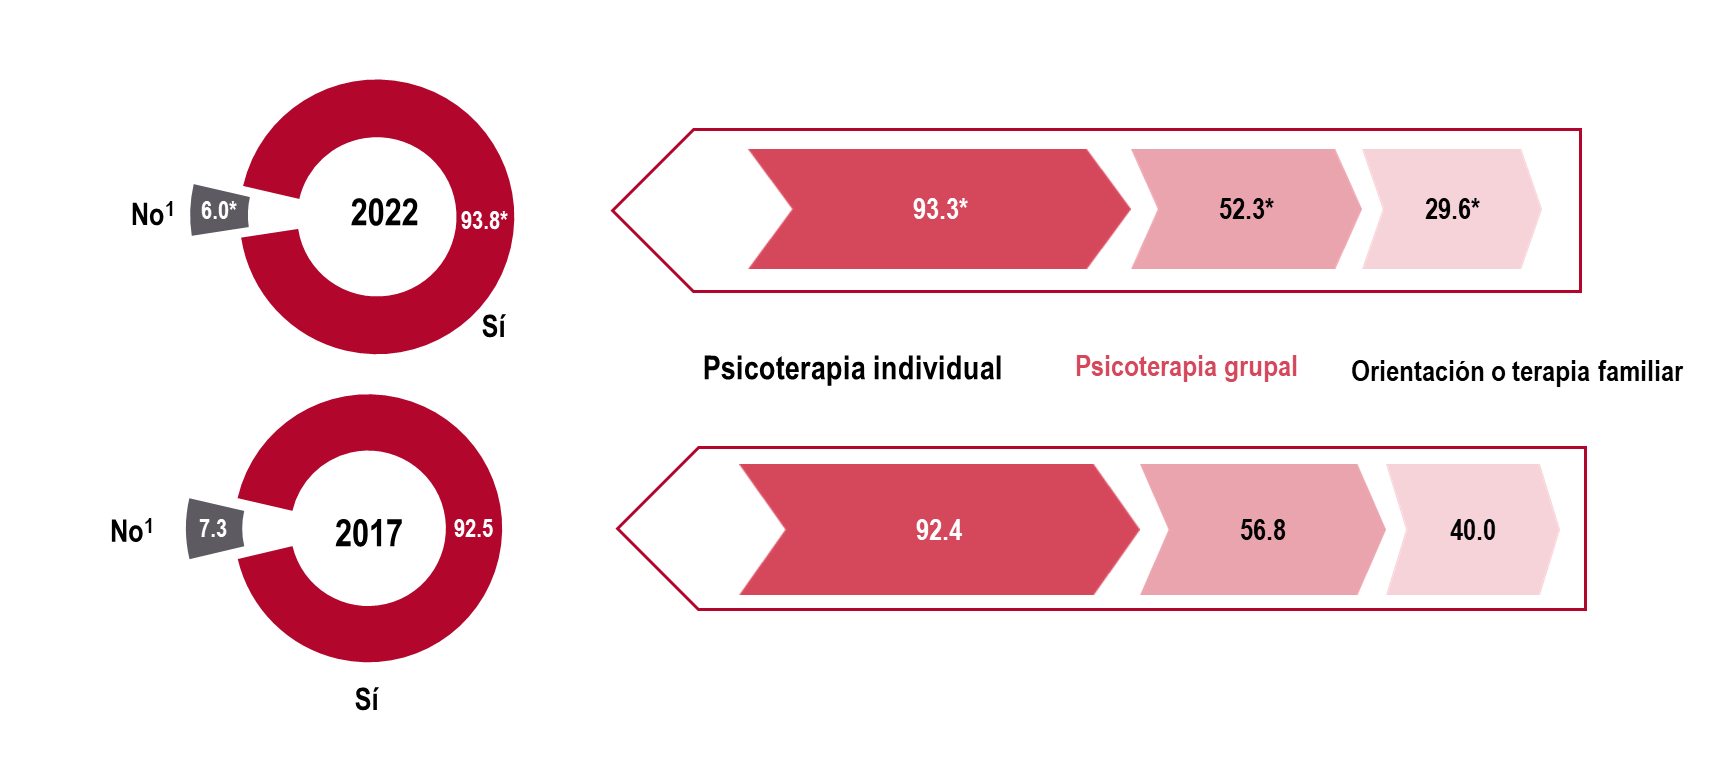 No¹
6.0*
2022
93.8*
Sí
93.3*
52.3*
29.6*
Psicoterapia individual
Psicoterapia grupal
Orientación o terapia familiar
No¹
7.3
2017
92.5
Sí
92.4
56.8
40.0